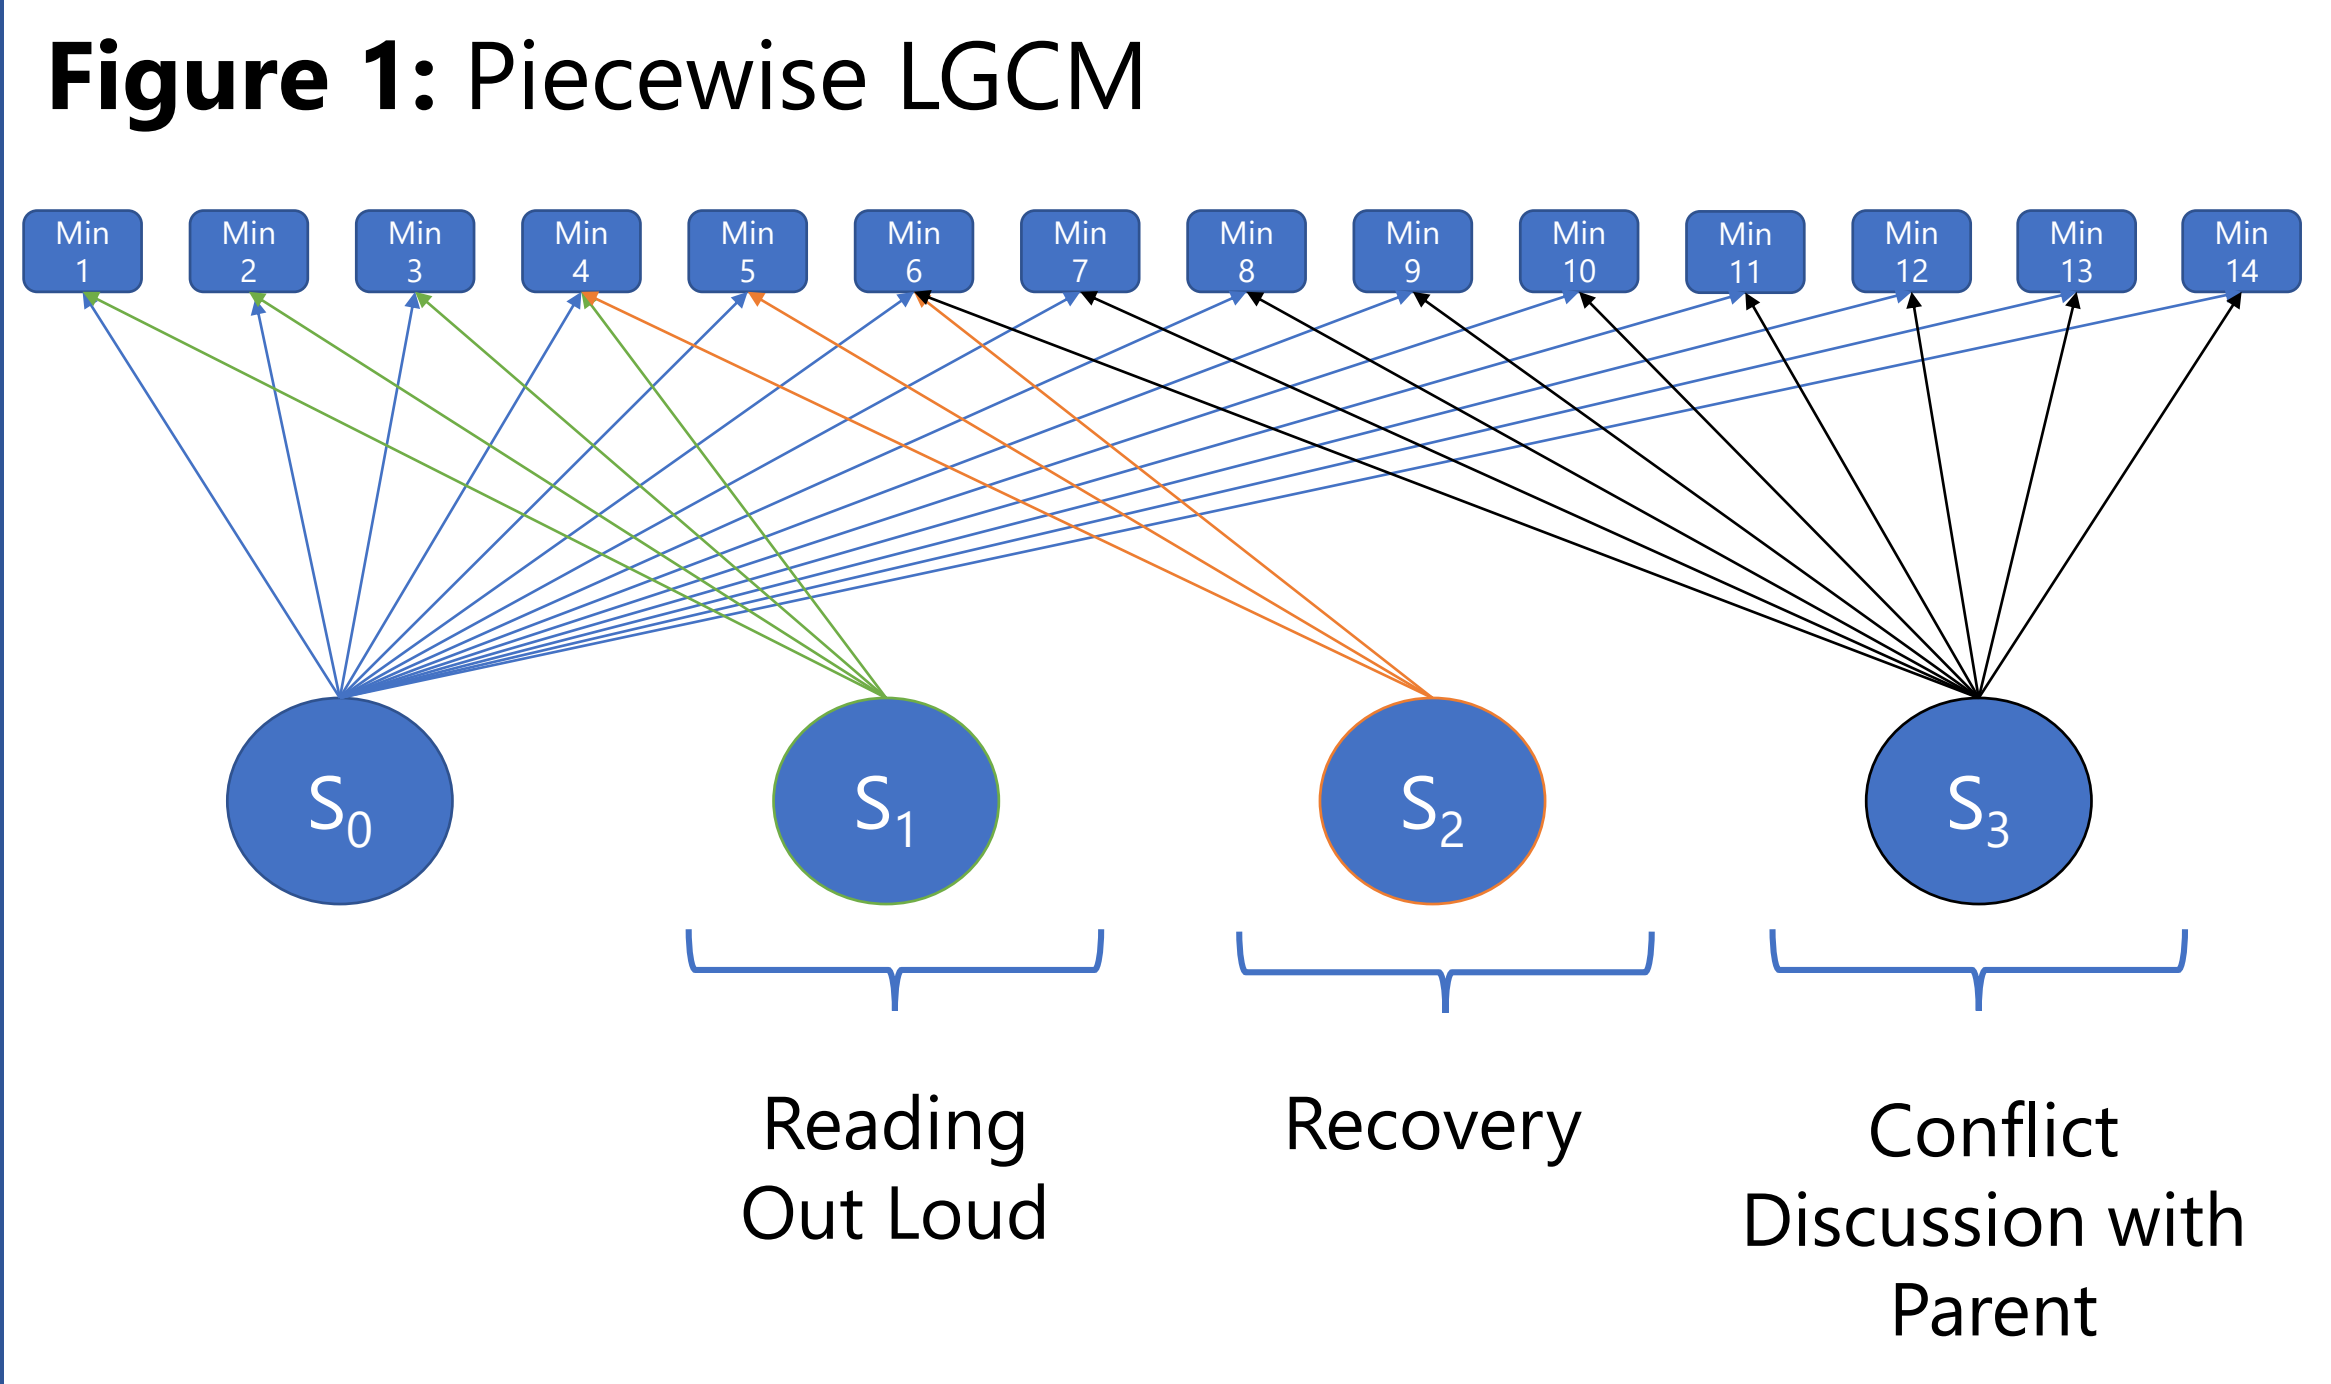 Figure 1: Piecewise LGCM
Min
1
Min
2
Min
3
Min
4
Min
5
Min
6
Min
7
Min
8
Min
9
Min
10
Min
11
Min
12
Min
13
Min
14
S0
S1
S2
S3
Reading
Out Loud
Recovery
Conflict
Discussion with
Parent